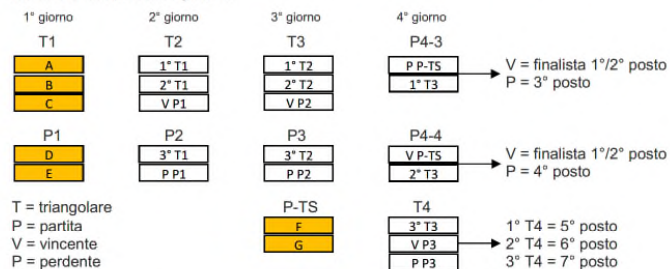 1° giorno 2° giorno 3° giorno 4° giorno
T1 T2 T3 P4-3
A 1° T1 1° T2 P P-TS
B 2° T1 2° T2 1° T3
C V P1 V P2
V = finalista 1°/2° posto
P = 3° posto
P1 P2 P3 P4-4
D 3° T1 3° T2 V P-TS
E P P1 P P2 2° T3
V = finalista 1°/2° posto
P = 4° posto
T = triangolare
P = partita
V = vincente
P = perdente
P-TS T4
F 3° T3
G V P3
P P3
1° T4 = 5° posto
2° T4 = 6° posto
3° T4 = 7° posto